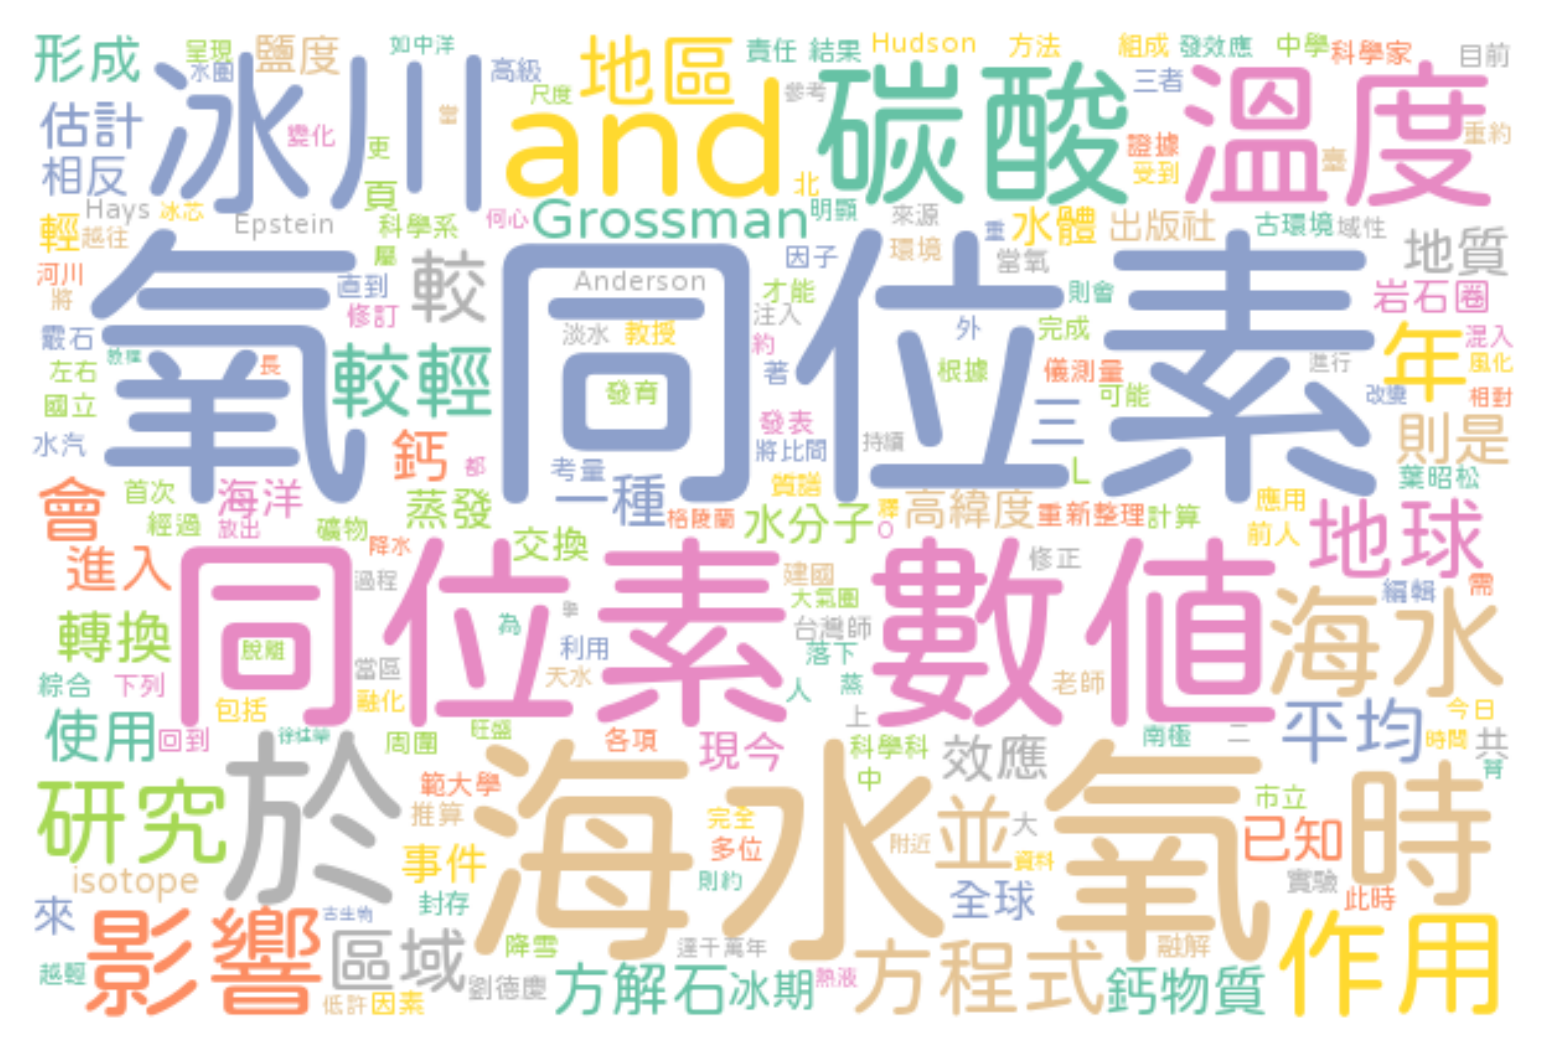 形成 呈現 鹽度 如中洋 地區 責任 結果 Hudson 方法 組成 發效應 中學 科學家 目前
水圈 冰川 高級 尺度 參考 三者
估計 變化 當 更 and 碳酸 證據 溫度 臺 重約
相反 頁 北 受到
輕 越往 Hays 冰芯 Epstein 科學系 何心 Grossman 明顯 來源 重 水體 出版社 古環境 域性 地質
河川 將 氧同位素 直到 屬 較 Anderson 因子 環境 當氧 則會 岩石圈
霰石 修訂 淡水 教授 才能 注入 約 外 完成 年 混入
左右 長 較輕 發育 著 根據 儀測量 進行 風化
國立 發表 可能 改變 相對
水汽 鈣 都 考量 將比間 持續 三 則是
會 首次 海洋 蒸發 一種 質譜 L 應用 葉昭松
經過 放出 礦物 格陵蘭 水分子 釋 O 高緯度 重新整理 計算 前人 地球
進入 降水 交換 修正
同位素 過程 建國 數值 編輯 需
轉換 脫離 為 利用 大氣圈 台灣師 海水
綜合 下列 當區 天水 落下 人 蒸 老師
包括 融化 上 今日
使用 回到 徐佳華 周圍 旺盛 各項 現今 科學科 效應 南極 二 平均 時間 共
於 範大學 中 市立
研究 推算 海水氧 完全 並 大 已知 時
事件 多位 附近 資料
isotope 封存 則約 全球 實驗 此時
來 古生物
影響 區域 降雪 達千萬年 方程式 融解 作用
越輕 低許 因素 劉德慶 方解石 冰期 熱液 鈣物質